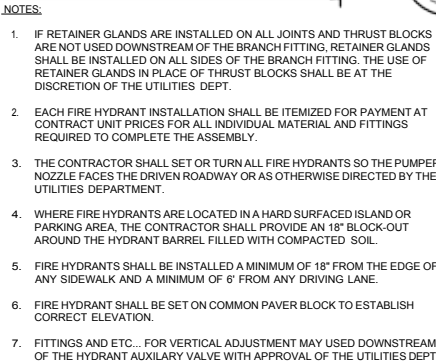 NOTES:
1. IF RETAINER GLANDS ARE INSTALLED ON ALL JOINTS AND THRUST BLOCKS
ARE NOT USED DOWNSTREAM OF THE BRANCH FITTING, RETAINER GLANDS
SHALL BE INSTALLED ON ALL SIDES OF THE BRANCH FITTING. THE USE OF
RETAINER GLANDS IN PLACE OF THRUST BLOCKS SHALL BE AT THE
DISCRETION OF THE UTILITIES DEPT.
2. EACH FIRE HYDRANT INSTALLATION SHALL BE ITEMIZED FOR PAYMENT AT
CONTRACT UNIT PRICES FOR ALL INDIVIDUAL MATERIAL AND FITTINGS
REQUIRED TO COMPLETE THE ASSEMBLY.
3. THE CONTRACTOR SHALL SET OR TURN ALL FIRE HYDRANTS SO THE PUMPER
NOZZLE FACES THE DRIVEN ROADWAY OR AS OTHERWISE DIRECTED BY THE
UTILITIES DEPARTMENT.
4. WHERE FIRE HYDRANTS ARE LOCATED IN A HARD SURFACED ISLAND OR
PARKING AREA, THE CONTRACTOR SHALL PROVIDE AN 18" BLOCK-OUT
AROUND THE HYDRANT BARREL FILLED WITH COMPACTED SOIL.
5. FIRE HYDRANTS SHALL BE INSTALLED A MINIMUM OF 18" FROM THE EDGE OF
ANY SIDEWALK AND A MINIMUM OF 6' FROM ANY DRIVING LANE.
6. FIRE HYDRANT SHALL BE SET ON COMMON PAVER BLOCK TO ESTABLISH
CORRECT ELEVATION.
7. FITTINGS AND ETC... FOR VERTICAL ADJUSTMENT MAY USED DOWNSTREAM
OF THE HYDRANT AUXILARY VALVE WITH APPROVAL OF THE UTILITIES DEPT